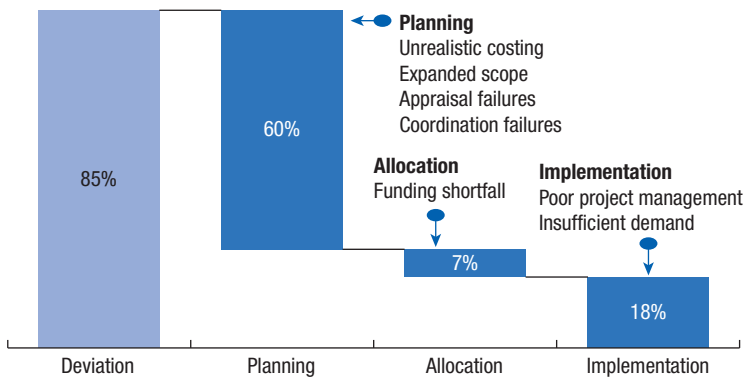 Planning
Unrealistic costing
Expanded scope
Appraisal failures
Coordination failures
60%
85%
Allocation
Funding shortfall
Implementation
Poor project management
Insufficient demand
7%
18%
Deviation
Planning
Allocation
Implementation